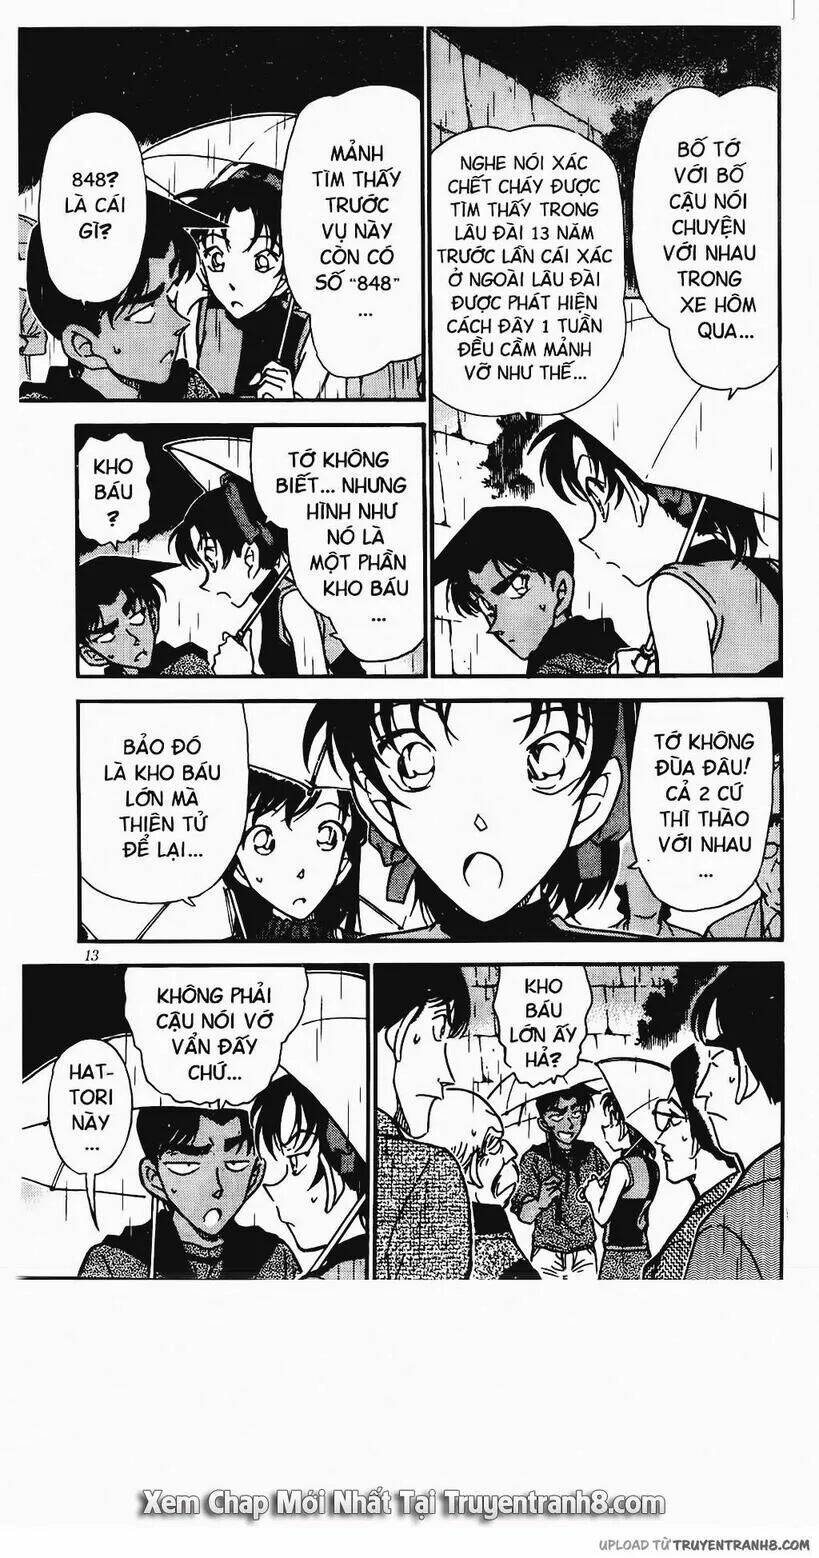 BỐ TỚ
VỚI BỐ
CẬU NÓI
CHUYỆN
VỚI NHAU
TRONG
XE HÔM
QUA...
NGHE NÓI XÁC
CHẾT CHÁY ĐƯỢC
TÌM THẤY TRONG
LÂU ĐÀI 13 NĂM
TRƯỚC LẪN CÁI XÁC
Ở NGOÀI LÂU ĐÀI
ĐƯỢC PHÁT HIỆN
CÁCH ĐÂY 1 TUẦN
ĐỀU CẦM MẢNH
VỠ NHƯ THẾ...
MẢNH
TÌM THẤY
TRƯỚC
VỤ NÀY
CÒN CÓ
SỐ "848"
...
848?
LÀ CÁI
GÌ?
TỚ KHÔNG
BIẾT... NHƯNG
HÌNH NHƯ
NÓ LÀ
MỘT PHẦN
KHO BÁU
...
KHO
BÁU
?
TỚ KHÔNG
ĐÙA ĐÂU!
CẢ 2 CỨ
THÌ THÀO
VỚI NHAU
...
BẢO ĐÓ
LÀ KHO BÁU
LỚN MÀ
THIÊN TỬ
ĐỂ LẠI...
13
KHO
BÁU
LỚN ẤY
HẢ?
KHÔNG PHẢI
CẬU NÓI VỚ
VẨN ĐẤY
CHỨ...
HAT-
TORI
NÀY
...
Xem Chap Mới Nhất Tại Truyentranh8.com
UPLOAD TỪ TRUYENTRANH8.COM